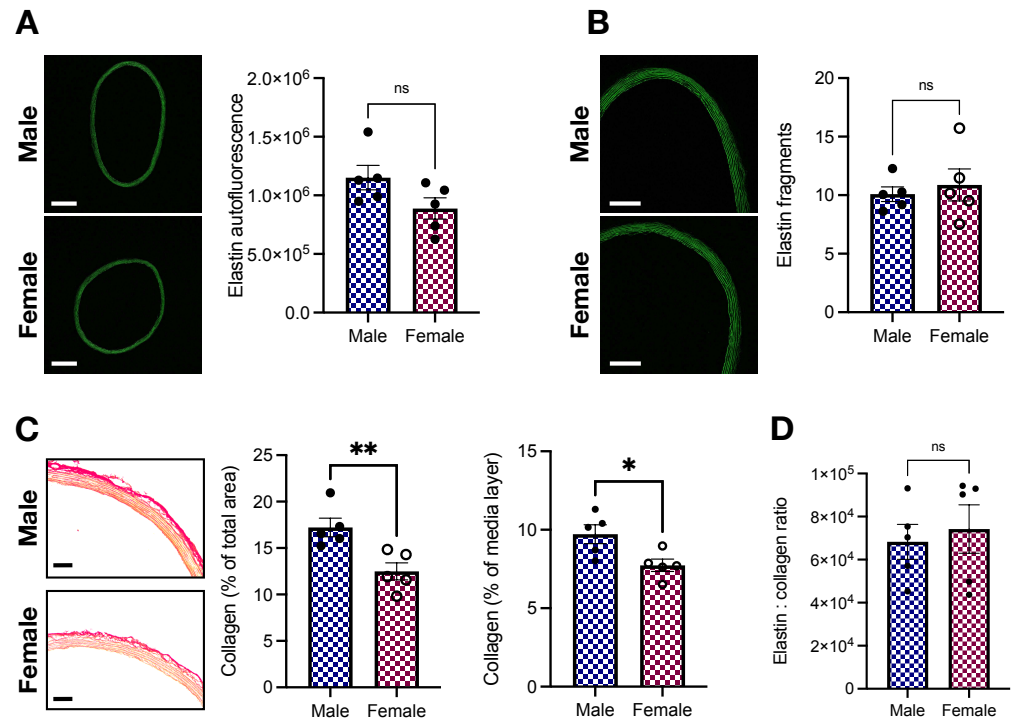 A
Male
Female
Elastin autofluorescence
2.0×10⁶
1.5×10⁶
1.0×10⁶
5.0×10⁵
0.0
ns
Male Female
B
Male
Female
Elastin fragments
20
15
10
5
0
ns
Male Female
C
Male
Female
Collagen (% of total area)
25
20
15
10
5
0
**
Male Female
Collagen (% of media layer)
15
10
5
0
*
Male Female
D
Elastin : collagen ratio
1×10⁵
8×10⁴
6×10⁴
4×10⁴
2×10⁴
0
ns
Male Female